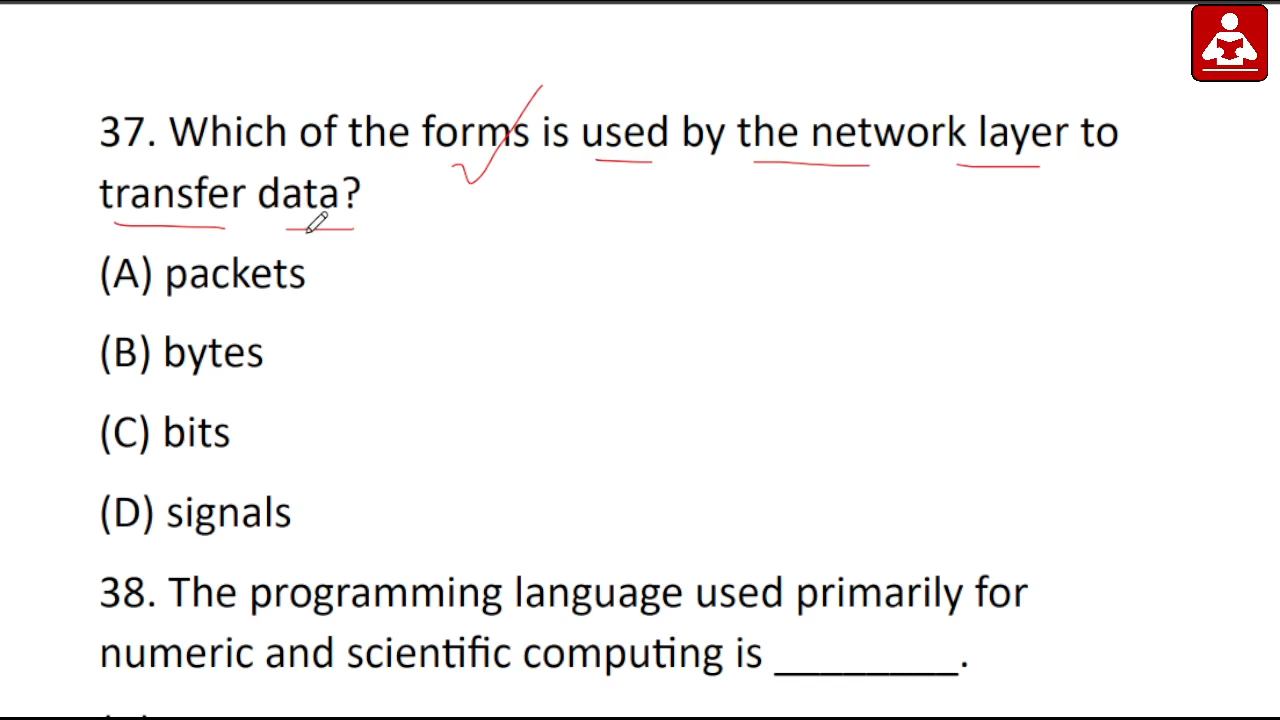 37. Which of the forms is used by the network layer to
transfer data?
(A) packets
(B) bytes
(C) bits
(D) signals
38. The programming language used primarily for
numeric and scientific computing is ________.